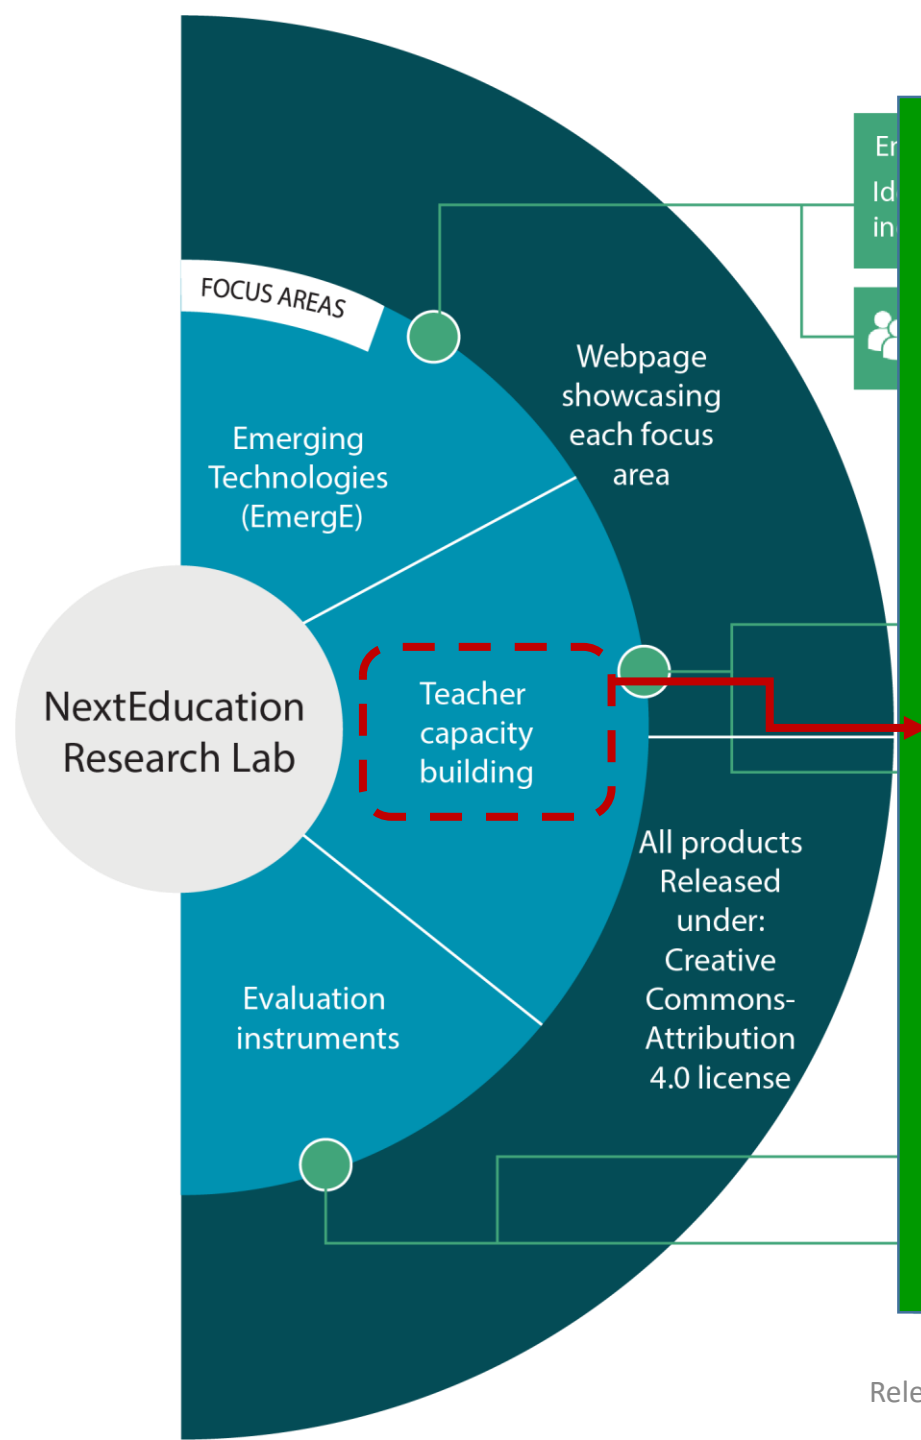 FOCUS AREAS
Emerging
Technologies
(EmergE)
Webpage
showcasing
each focus
area
NextEducation
Research Lab
Teacher
capacity
building
All products
Released
under:
Creative
Commons-
Attribution
4.0 license
Evaluation
instruments